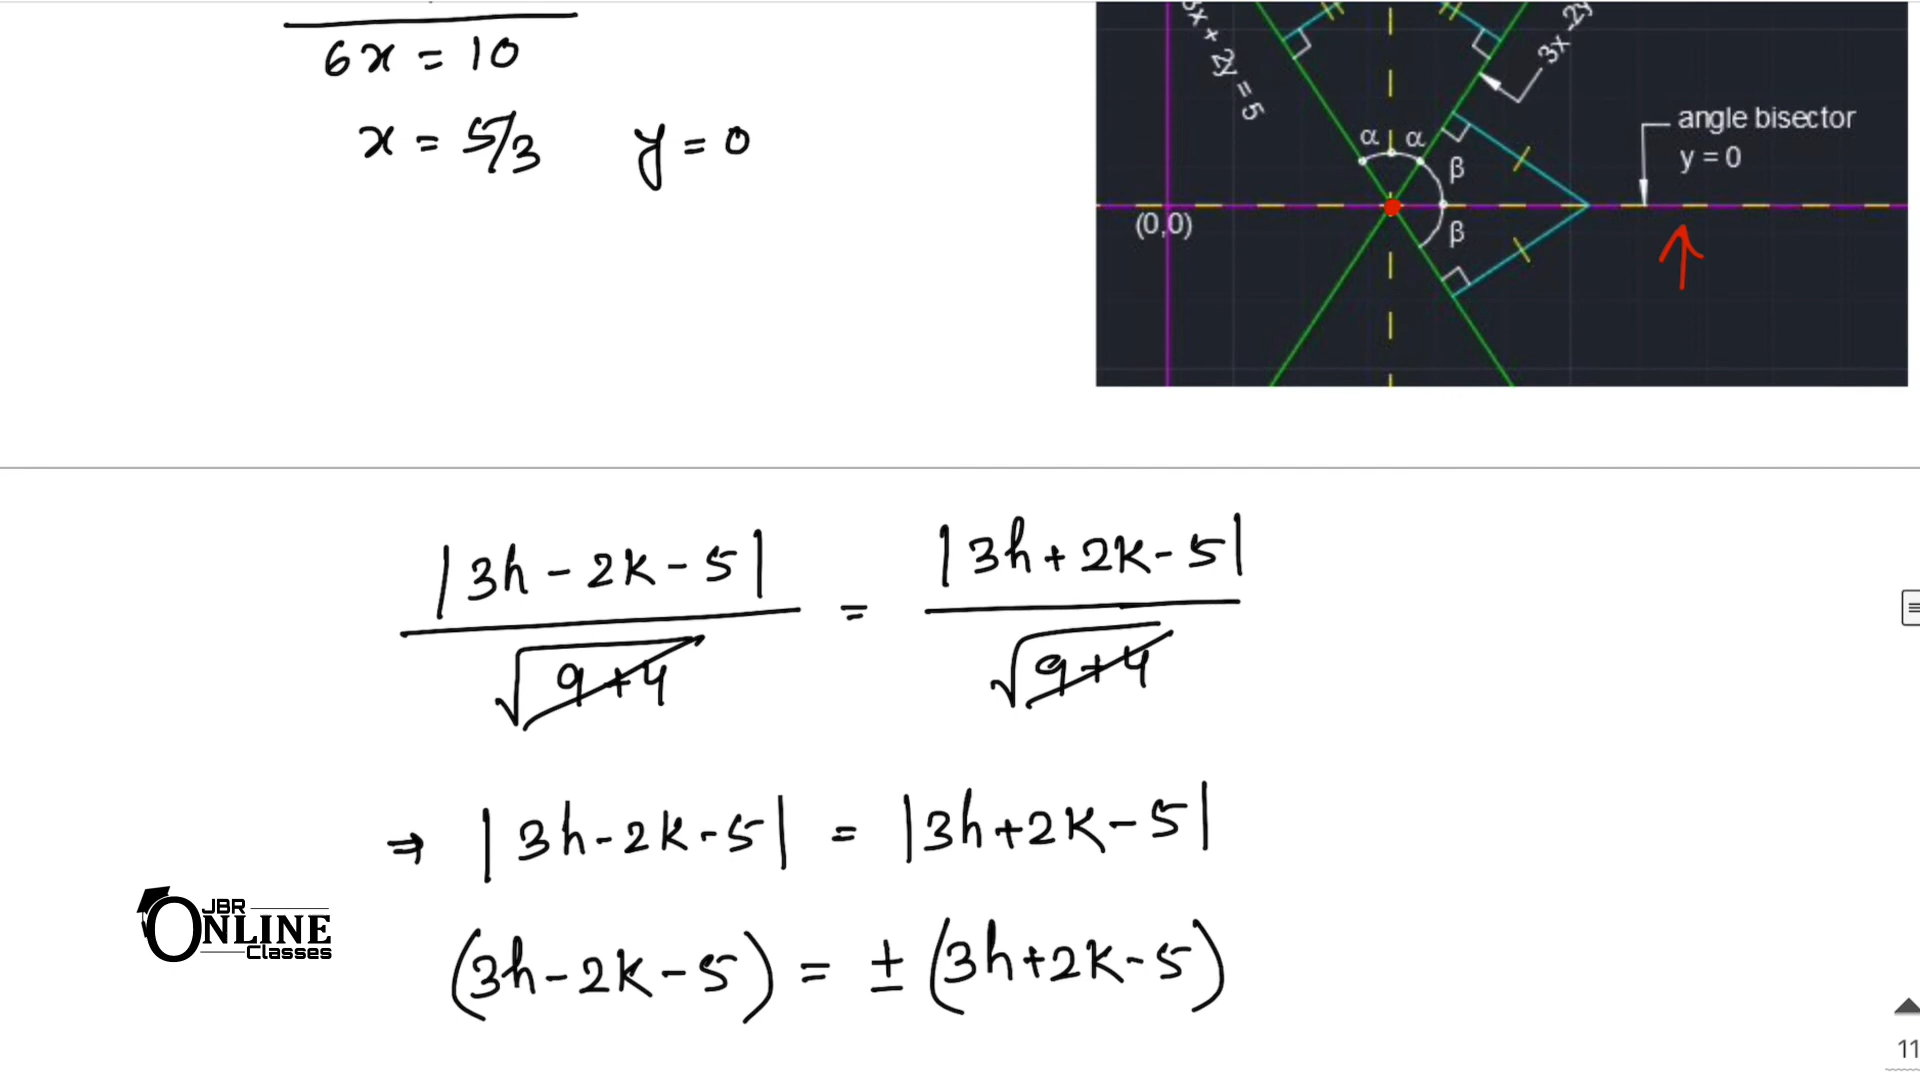 6x = 10
x = 5/3 y = 0
3x + 2y = 5
3x - 2y
α α
β
β
(0,0)
angle bisector
y = 0
|3h - 2k - 5| / √9+4 = |3h + 2k - 5| / √9+4
⇒ |3h - 2k - 5| = |3h + 2k - 5|
(3h - 2k - 5) = ± (3h + 2k - 5)
JBR
ONLINE
Classes
11